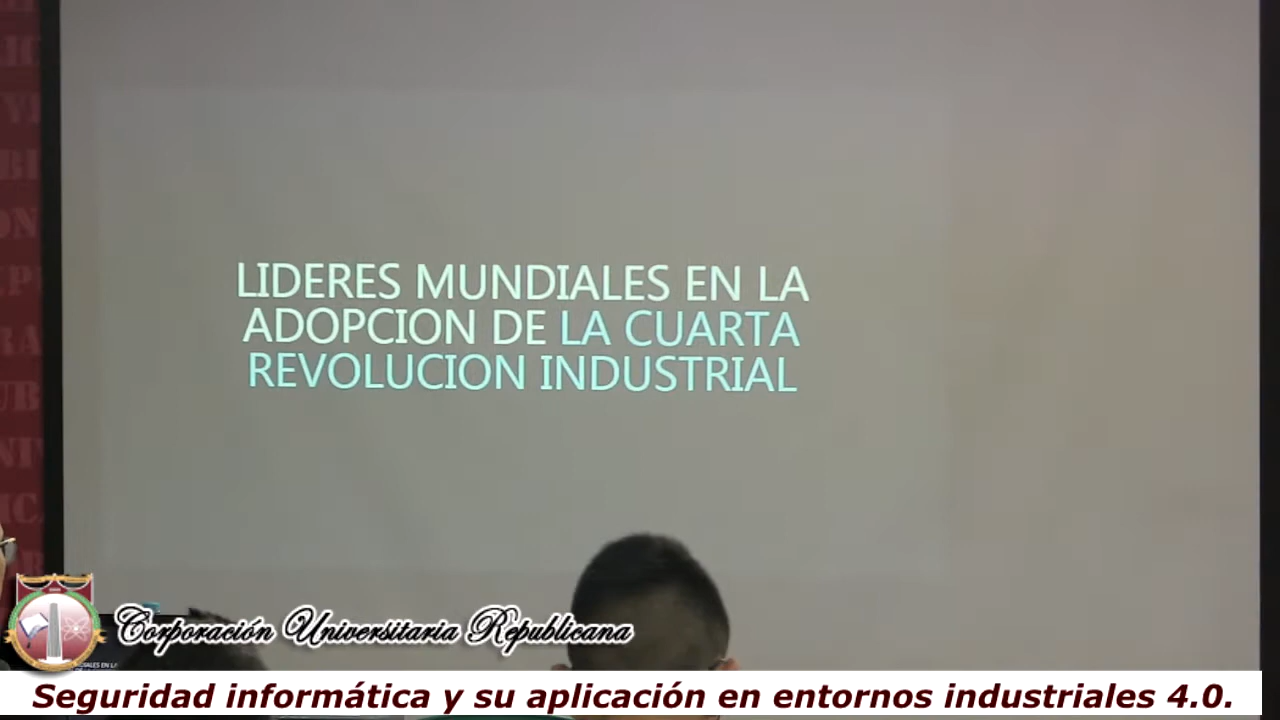 LIDERES MUNDIALES EN LA
ADOPCION DE LA CUARTA
REVOLUCION INDUSTRIAL
Corporación Universitaria Republicana
Seguridad informática y su aplicación en entornos industriales 4.0.